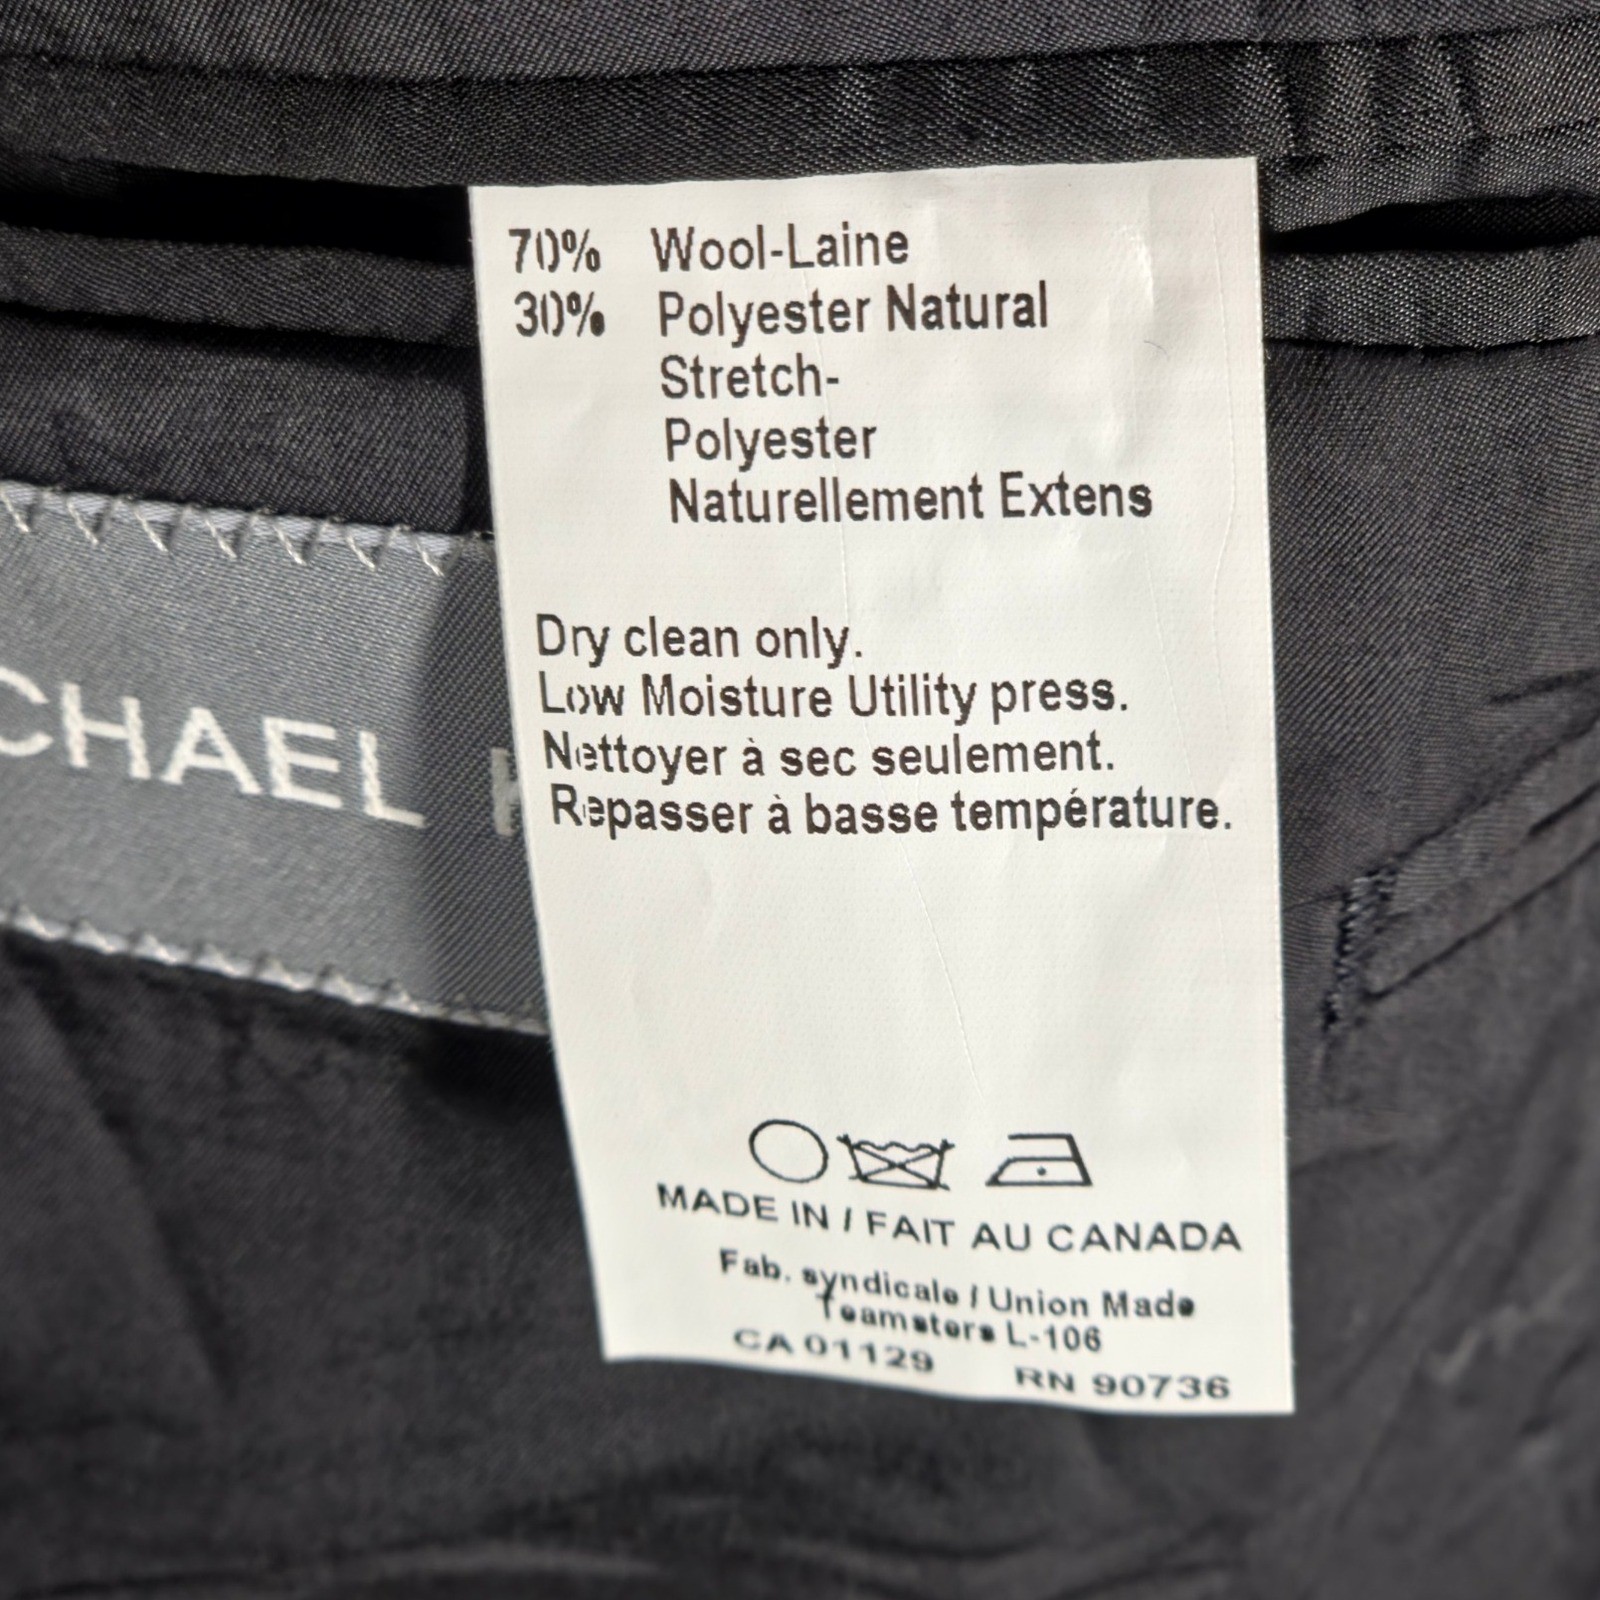 70% Wool-Laine
30% Polyester Natural
Stretch-
Polyester
Naturellement Extens
Dry clean only.
Low Moisture Utility press.
Nettoyer à sec seulement.
Repasser à basse température.
CHAEL
MADE IN / FAIT AU CANADA
Fab. syndicale / Union Made
Teamsters L-106
CA 01129 RN 90736